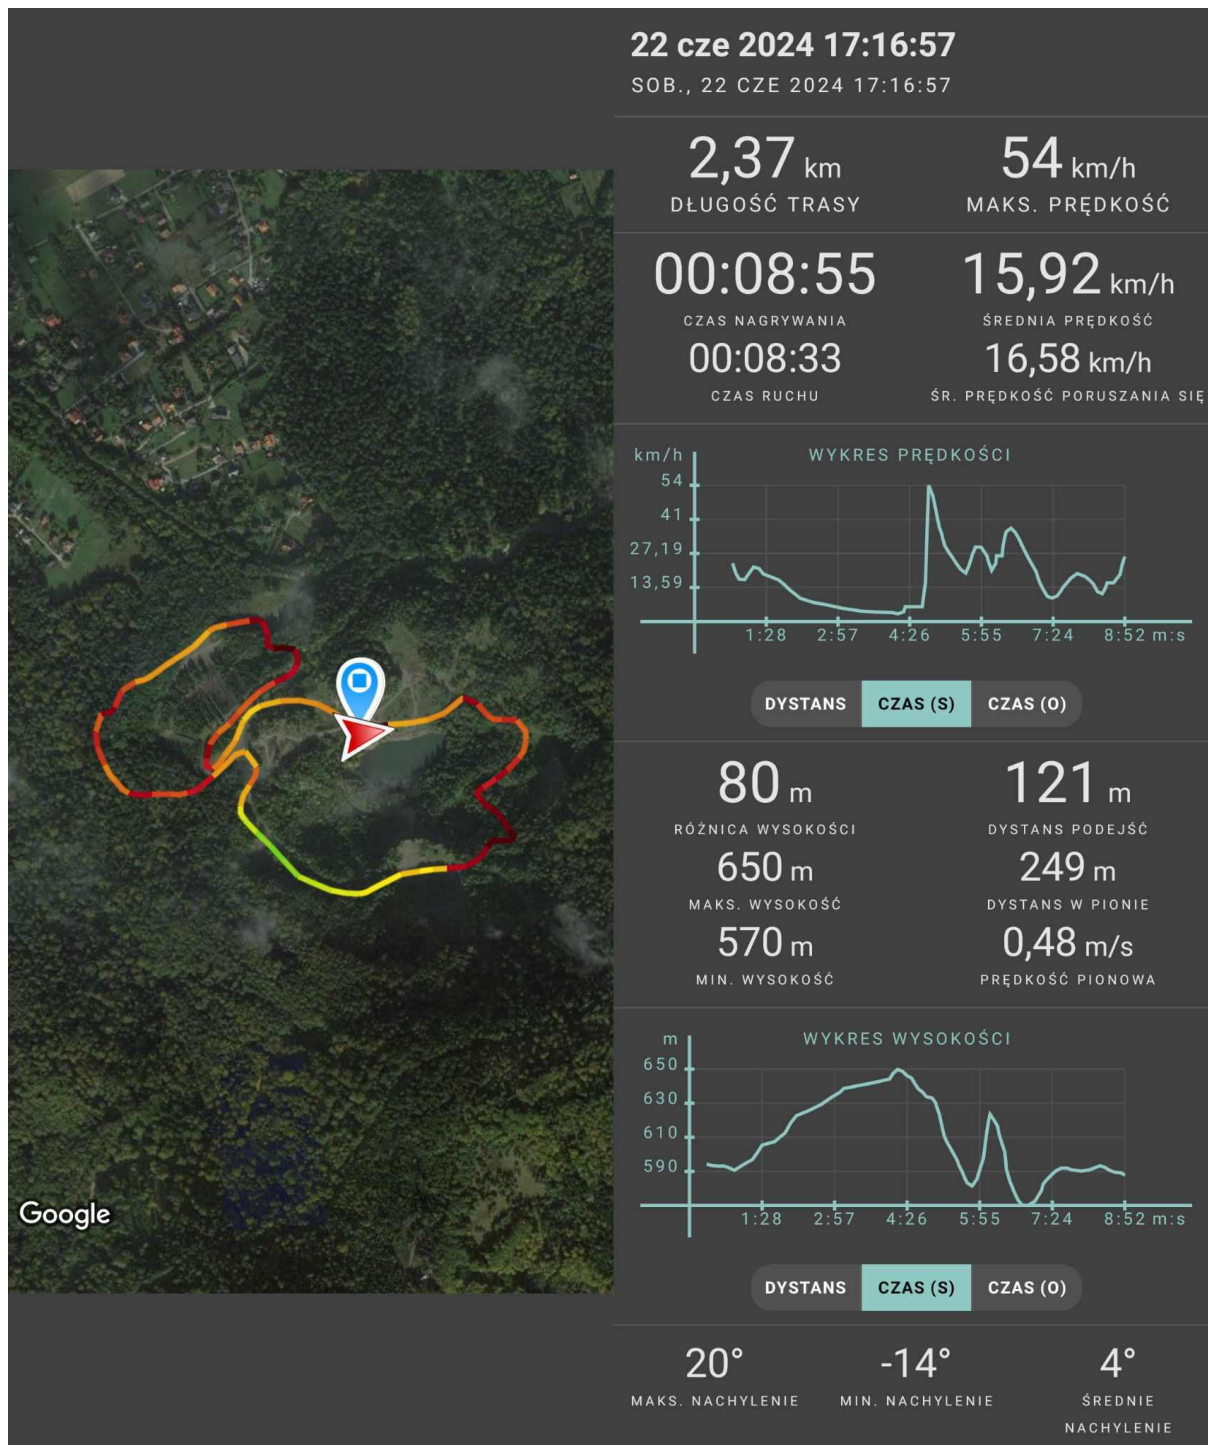 22 cze 2024 17:16:57
SOB., 22 CZE 2024 17:16:57
2,37 km
DŁUGOŚĆ TRASY
54 km/h
MAKS. PRĘDKOŚĆ
00:08:55
CZAS NAGRYWANIA
15,92 km/h
ŚREDNIA PRĘDKOŚĆ
00:08:33
CZAS RUCHU
16,58 km/h
ŚR. PRĘDKOŚĆ PORUSZANIA SIĘ
km/h
WYKRES PRĘDKOŚCI
54
41
27,19
13,59
1:28 2:57 4:26 5:55 7:24 8:52 m:s
DYSTANS CZAS (S) CZAS (O)
80 m
RÓŻNICA WYSOKOŚCI
121 m
DYSTANS PODEJŚĆ
650 m
MAKS. WYSOKOŚĆ
249 m
DYSTANS W PIONIE
570 m
MIN. WYSOKOŚĆ
0,48 m/s
PRĘDKOŚĆ PIONOWA
m
WYKRES WYSOKOŚCI
650
630
610
590
1:28 2:57 4:26 5:55 7:24 8:52 m:s
DYSTANS CZAS (S) CZAS (O)
20°
MAKS. NACHYLENIE
-14°
MIN. NACHYLENIE
4°
ŚREDNIE
NACHYLENIE
Google